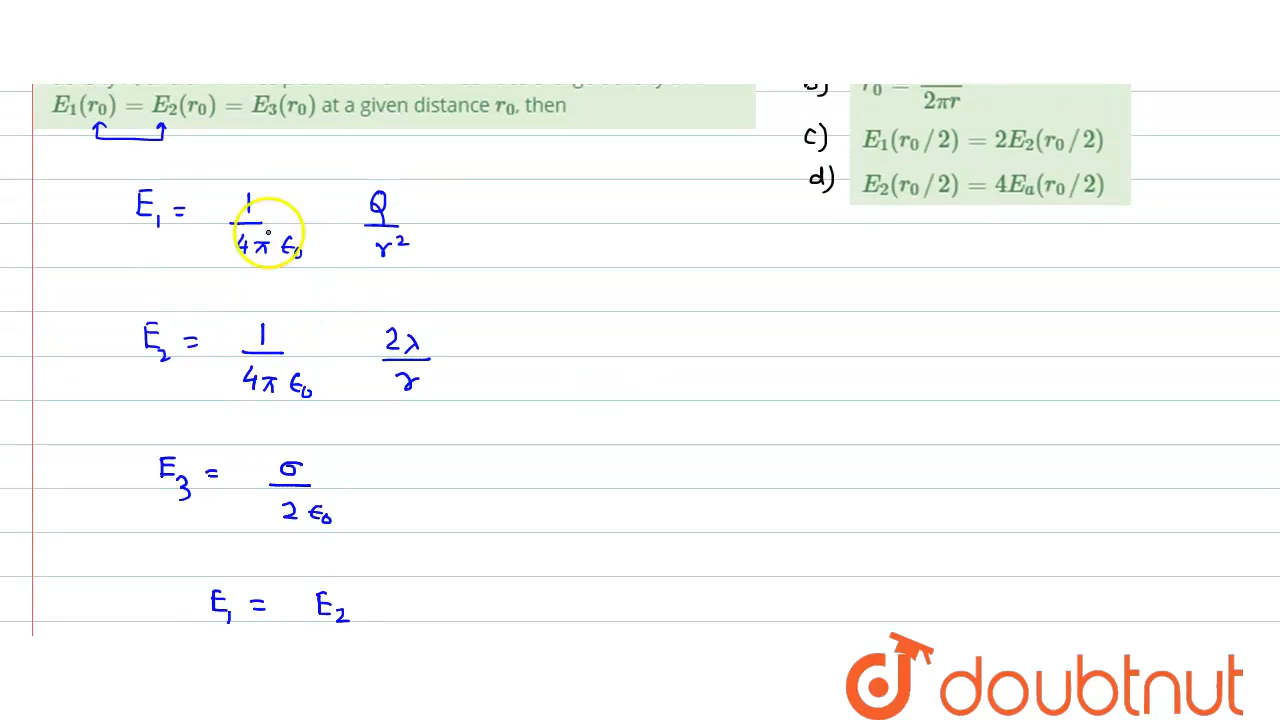 E₁(r₀) = E₂(r₀) = E₃(r₀) at a given distance r₀, then
r₀ = / 2πr
c) E₁(r₀/2) = 2E₂(r₀/2)
d) E₂(r₀/2) = 4Eₐ(r₀/2)
E₁ = 1/4πε₀ Q/r²
E₂ = 1/4πε₀ 2λ/r
E₃ = σ/2ε₀
E₁ = E₂
doubtnut